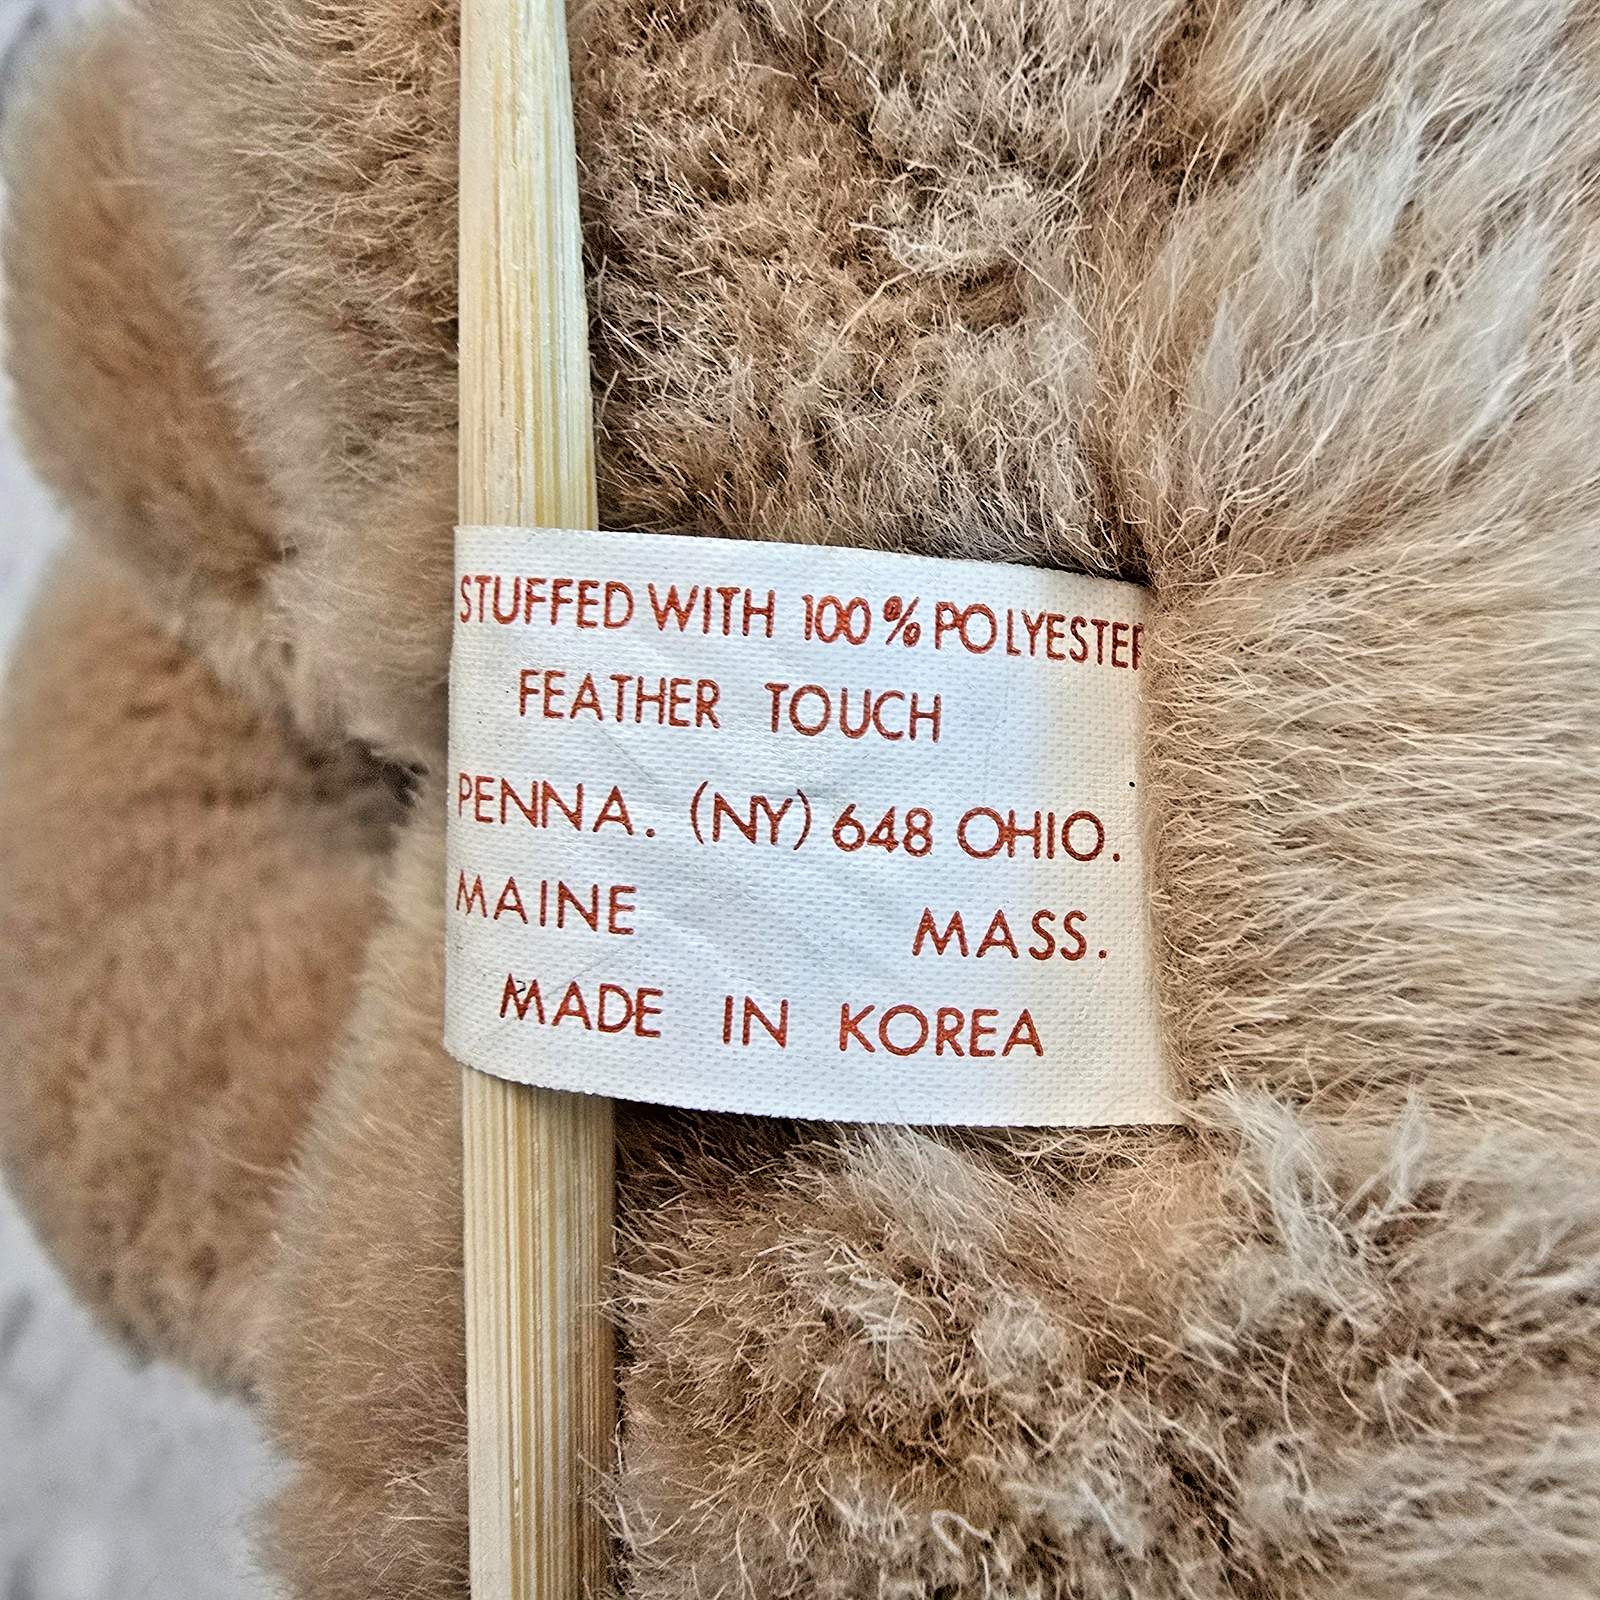 STUFFED WITH 100% POLYESTER
FEATHER TOUCH
PENNA. (NY) 648 OHIO.
MAINE MASS.
MADE IN KOREA